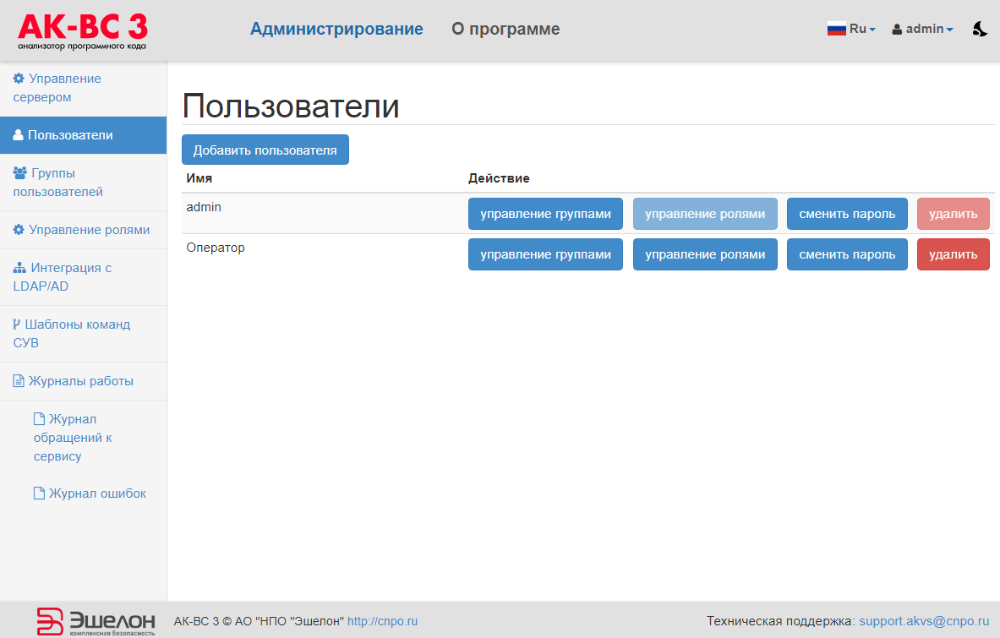 АК-ВС 3
анализатор программного кода
Администрирование
О программе
Ru
admin
Управление
сервером
Пользователи
Группы
пользователей
Управление ролями
Интеграция с
LDAP/AD
Шаблоны команд
СУВ
Журналы работы
Журнал
обращений к
сервису
Журнал ошибок
Пользователи
Добавить пользователя
Имя Действие
admin управление группами управление ролями сменить пароль удалить
Оператор управление группами управление ролями сменить пароль удалить
Эшелон
комплексная безопасность
АК-ВС 3 © АО "НПО "Эшелон" http://cnpo.ru
Техническая поддержка: support.akvs@cnpo.ru